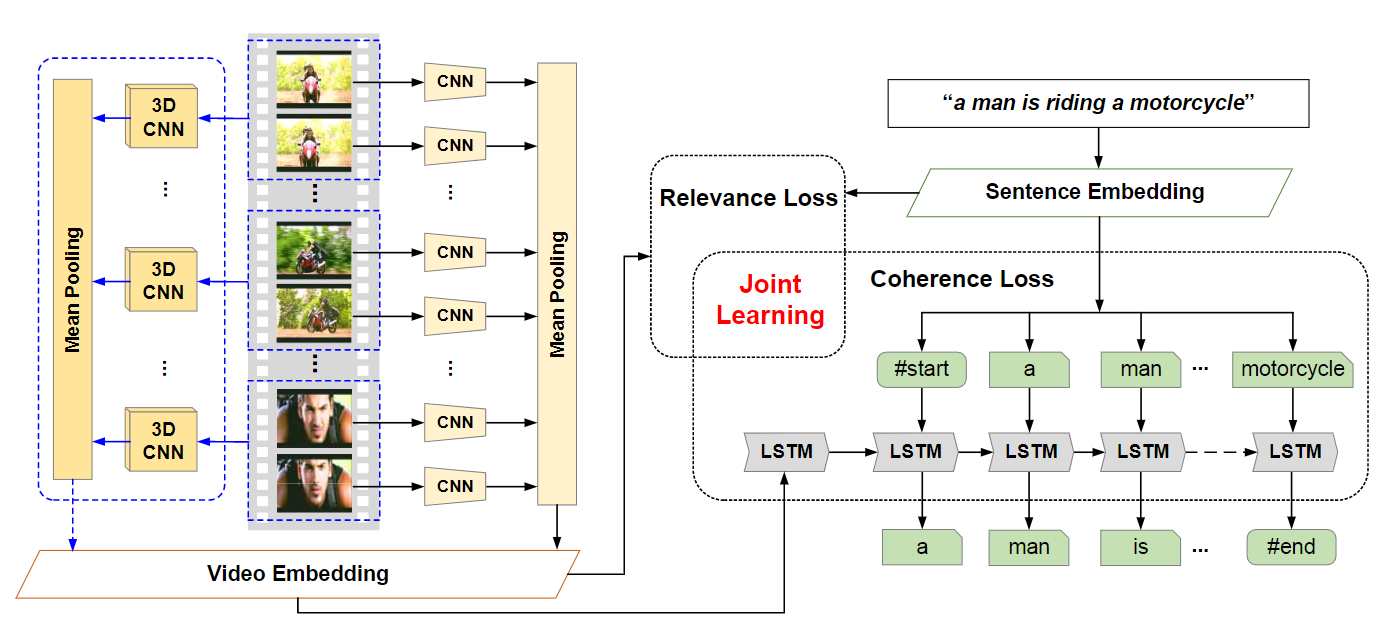 3D
CNN
3D
CNN
3D
CNN
Mean Pooling
...
...
...
...
CNN
CNN
...
CNN
CNN
...
CNN
CNN
Mean Pooling
Video Embedding
“a man is riding a motorcycle”
Sentence Embedding
Relevance Loss
Coherence Loss
Joint
Learning
#start
a
man
...
motorcycle
LSTM
LSTM
LSTM
LSTM
LSTM
a
man
is
...
#end